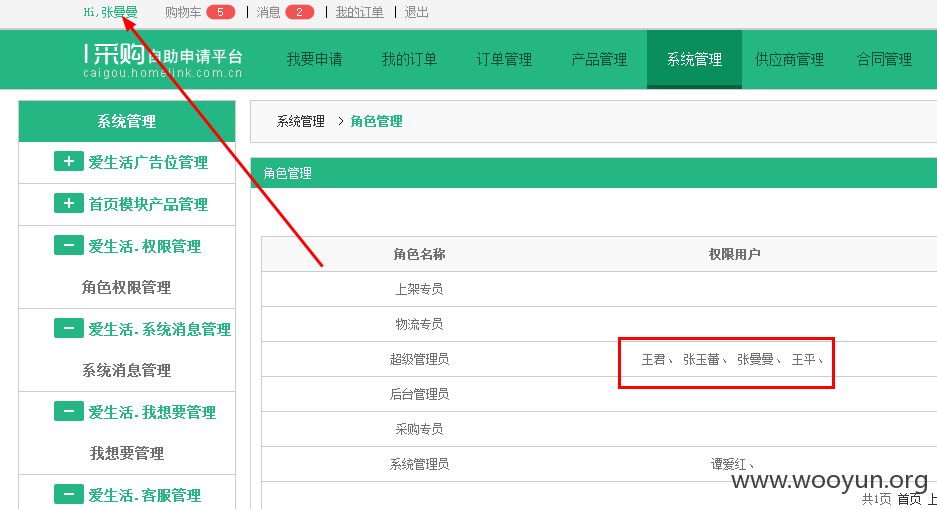 Hi,张曼曼 购物车 5 消息 2 我的订单 退出
采购自助申请平台 我要申请 我的订单 订单管理 产品管理 系统管理 供应商管理 合同管理
caigou.homelink.com.cn
系统管理
系统管理 > 角色管理
爱生活广告位管理
角色管理
首页模块产品管理
爱生活.权限管理
角色名称 权限用户
角色权限管理
上架专员
爱生活.系统消息管理
物流专员
超级管理员 王君、 张玉蕾、 张曼曼、 王平、
系统消息管理
后台管理员
爱生活.我想要管理
采购专员
我想要管理
系统管理员 谭爱红、
www.wooyun.org
爱生活.客服管理
共1页 首页 上